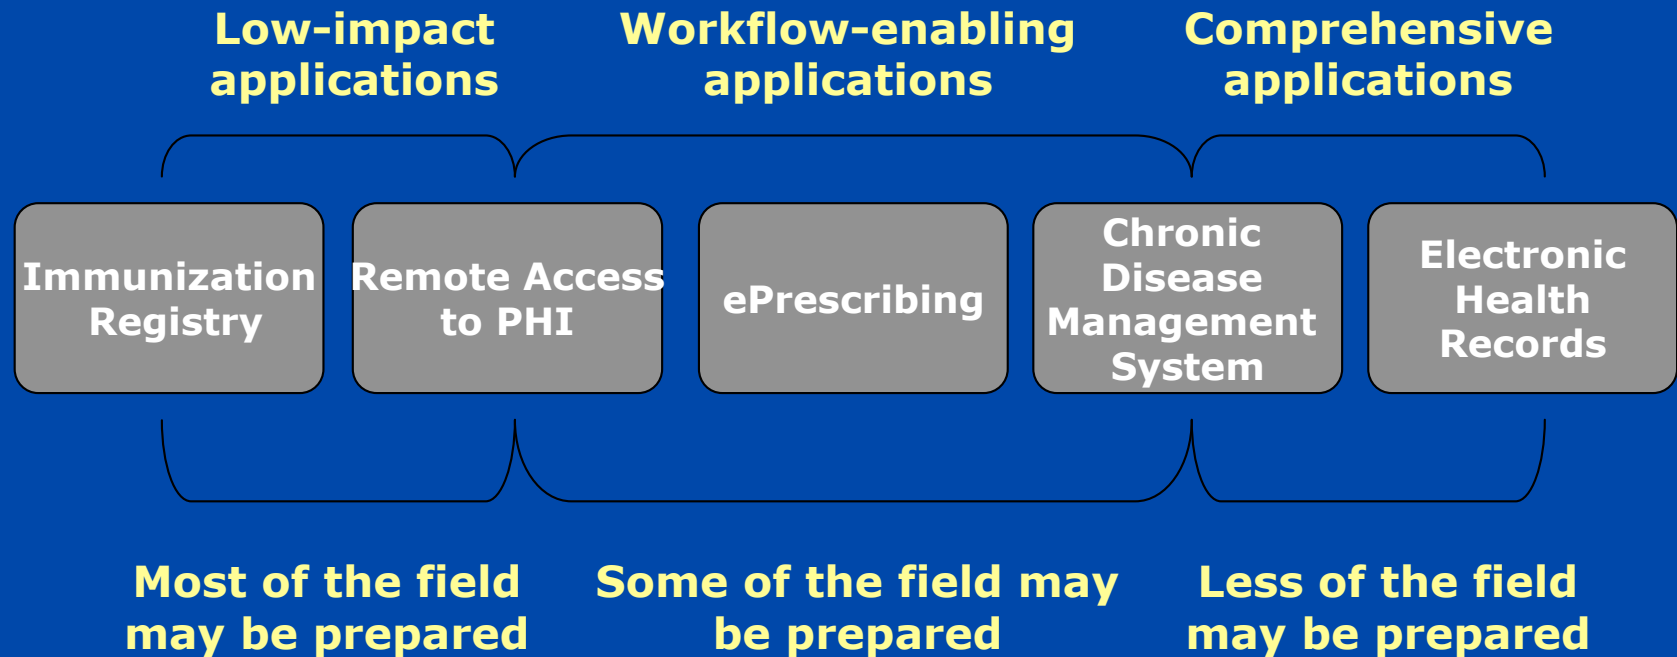 Low-impact
applications
Workflow-enabling
applications
Comprehensive
applications
Immunization
Registry
Remote Access
to PHI
ePrescribing
Chronic
Disease
Management
System
Electronic
Health
Records
Most of the field
may be prepared
Some of the field may
be prepared
Less of the field
may be prepared